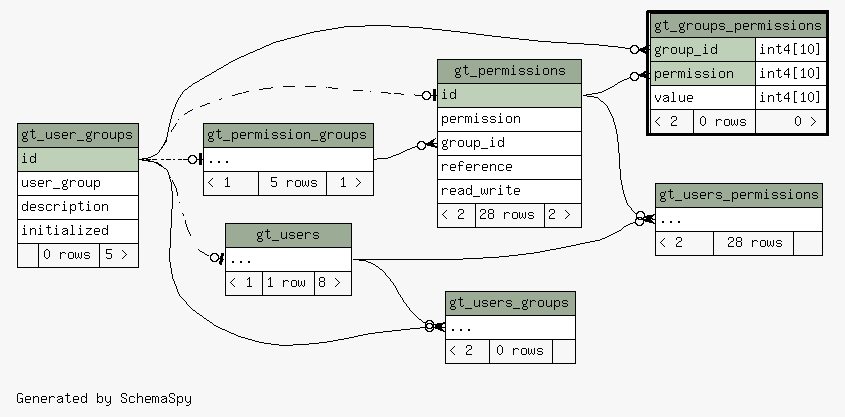 gt_groups_permissions
group_id int4[10]
permission int4[10]
value int4[10]
< 2 0 rows 0 >
gt_permissions
id
permission
group_id
reference
read_write
< 2 28 rows 2 >
gt_user_groups
id
user_group
description
initialized
0 rows 5 >
gt_permission_groups
...
< 1 5 rows 1 >
gt_users_permissions
...
< 2 28 rows
gt_users
...
< 1 1 row 8 >
gt_users_groups
...
< 2 0 rows
Generated by SchemaSpy